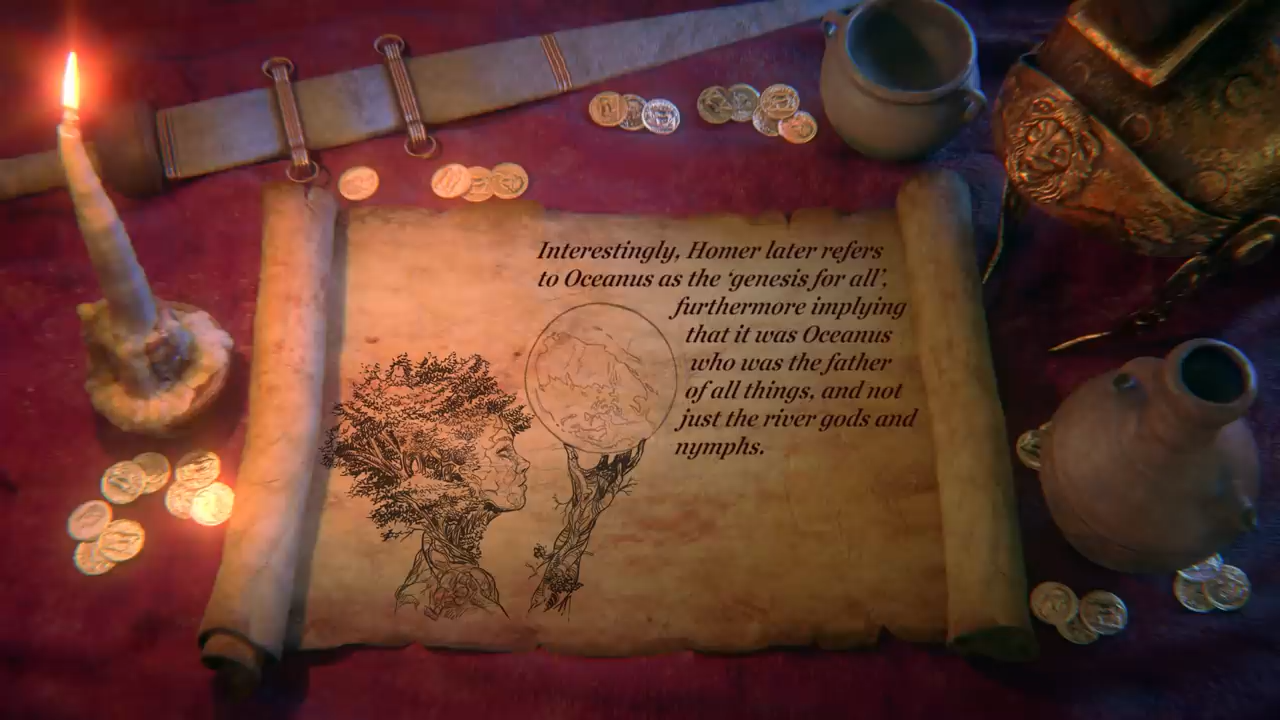 Interestingly, Homer later refers
to Oceanus as the ‘genesis for all’,
furthermore implying
that it was Oceanus
who was the father
of all things, and not
just the river gods and
nymphs.